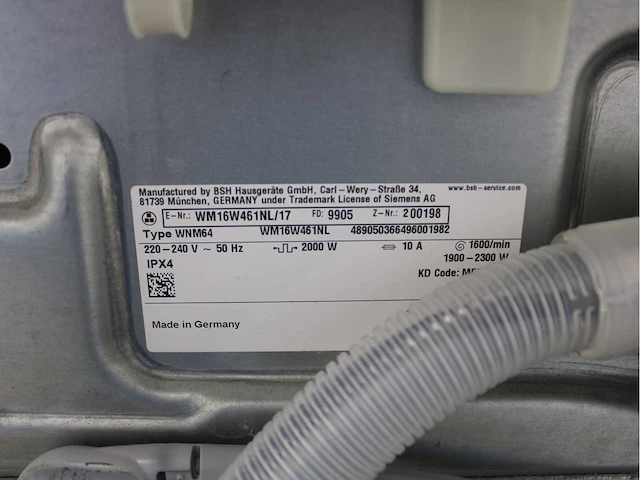 Manufactured by BSH Hausgeräte GmbH, Carl-Wery-Straße 34, www.bsh-service.com
81739 München, GERMANY under Trademark License of Siemens AG
E-Nr.: WM16W461NL/17 FD: 9905 Z-Nr.: 200198
Type WNM64 WM16W461NL 489050366496001982
220-240 V ~ 50 Hz 2000 W 10 A 1600/min
1900-2300 W
IPX4 KD Code:
Made in Germany